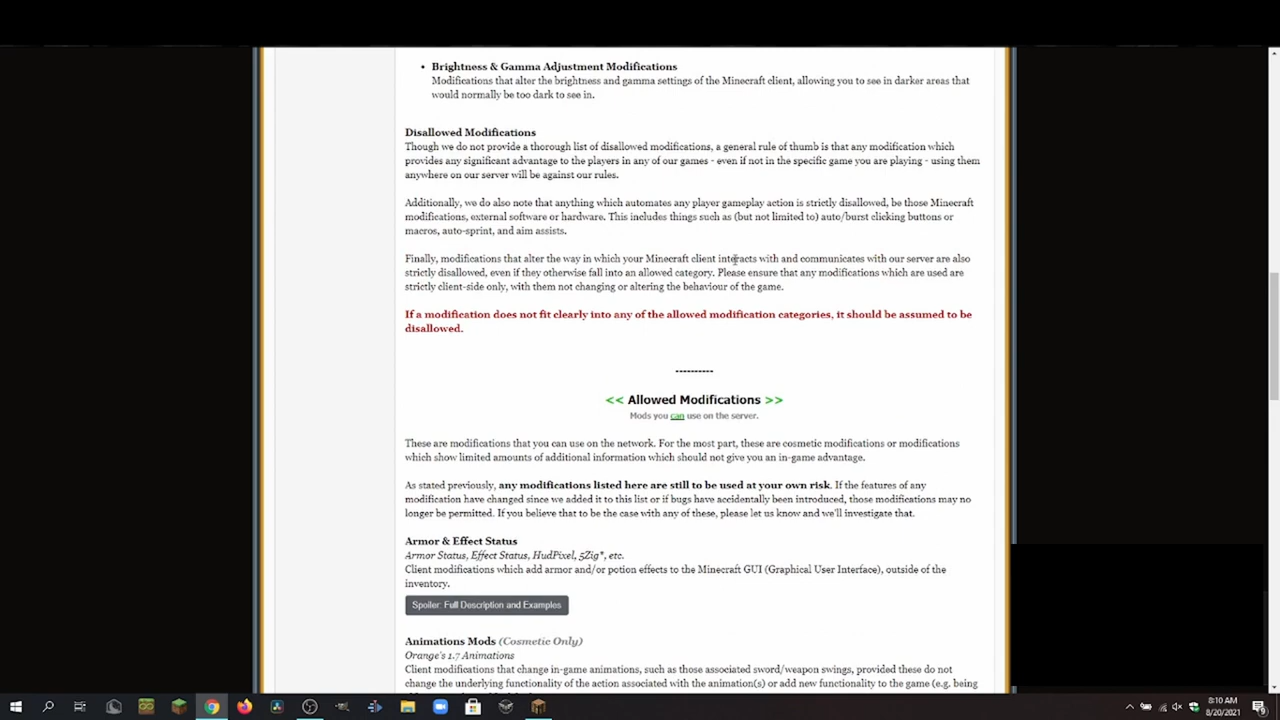 • Brightness & Gamma Adjustment Modifications
Modifications that alter the brightness and gamma settings of the Minecraft client, allowing you to see in darker areas that
would normally be too dark to see in.
Disallowed Modifications
Though we do not provide a thorough list of disallowed modifications, a general rule of thumb is that any modification which
provides any significant advantage to the players in any of our games - even if not in the specific game you are playing - using them
anywhere on our server will be against our rules.
Additionally, we do also note that anything which automates any player gameplay action is strictly disallowed, be those Minecraft
modifications, external software or hardware. This includes things such as (but not limited to) auto/burst clicking buttons or
macros, auto-sprint, and aim assists.
Finally, modifications that alter the way in which your Minecraft client interacts with and communicates with our server are also
strictly disallowed, even if they otherwise fall into an allowed category. Please ensure that any modifications which are used are
strictly client-side only, with them not changing or altering the behaviour of the game.
If a modification does not fit clearly into any of the allowed modification categories, it should be assumed to be
disallowed.
----------
<< Allowed Modifications >>
Mods you can use on the server.
These are modifications that you can use on the network. For the most part, these are cosmetic modifications or modifications
which show limited amounts of additional information which should not give you an in-game advantage.
As stated previously, any modifications listed here are still to be used at your own risk. If the features of any
modification have changed since we added it to this list or if bugs have accidentally been introduced, those modifications may no
longer be permitted. If you believe that to be the case with any of these, please let us know and we'll investigate that.
Armor & Effect Status
Armor Status, Effect Status, HudPixel, 5Zig*, etc.
Client modifications which add armor and/or potion effects to the Minecraft GUI (Graphical User Interface), outside of the
inventory.
Spoiler: Full Description and Examples
Animations Mods (Cosmetic Only)
Orange's 1.7 Animations
Client modifications that change in-game animations, such as those associated sword/weapon swings, provided these do not
change the underlying functionality of the action associated with the animation(s) or add new functionality to the game (e.g. being
8:10 AM
8/20/2021